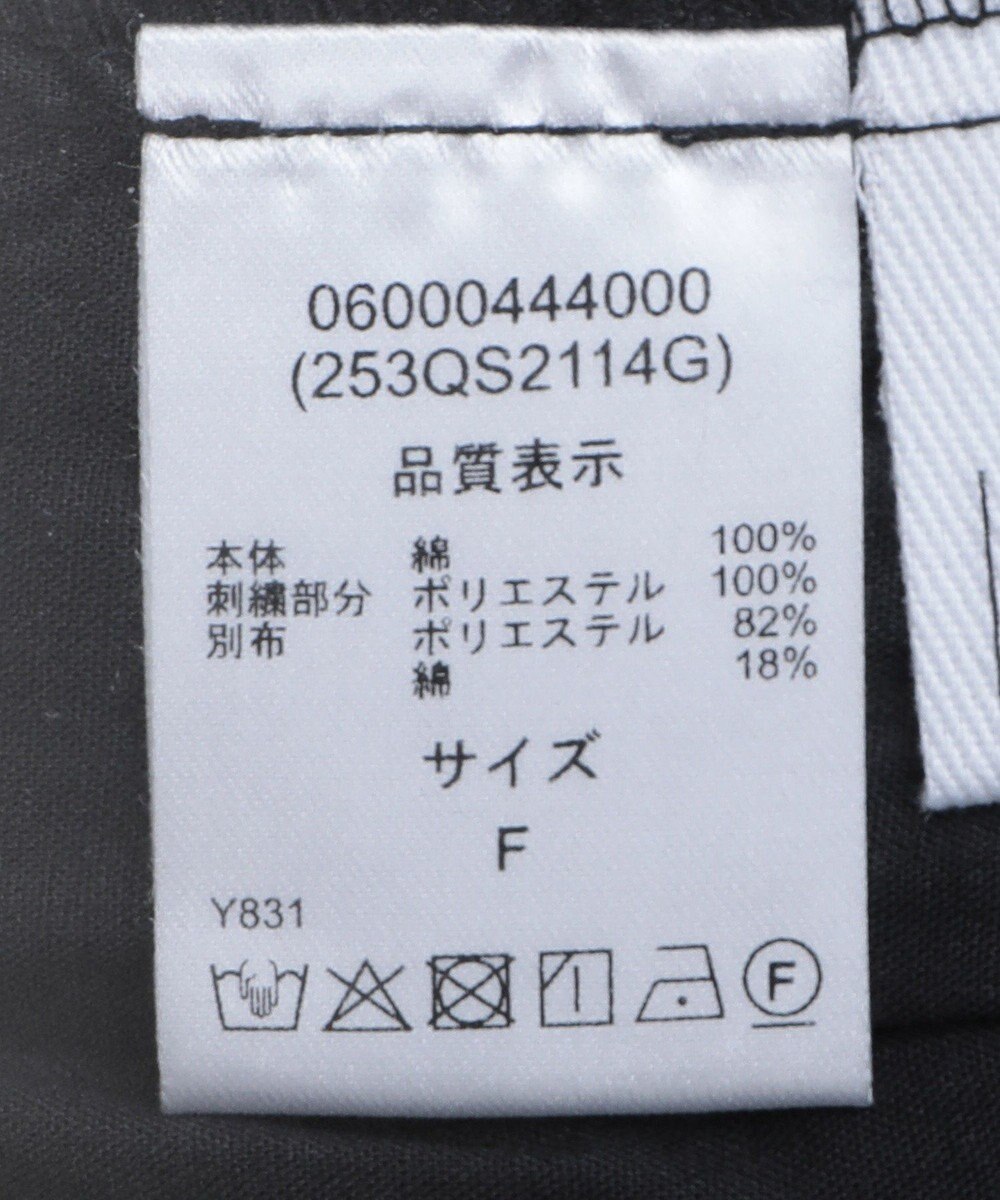 06000444000
(253QS2114G)
品質表示
本体 綿 100%
刺繍部分 ポリエステル 100%
別布 ポリエステル 82%
綿 18%
サイズ
F
Y831
F